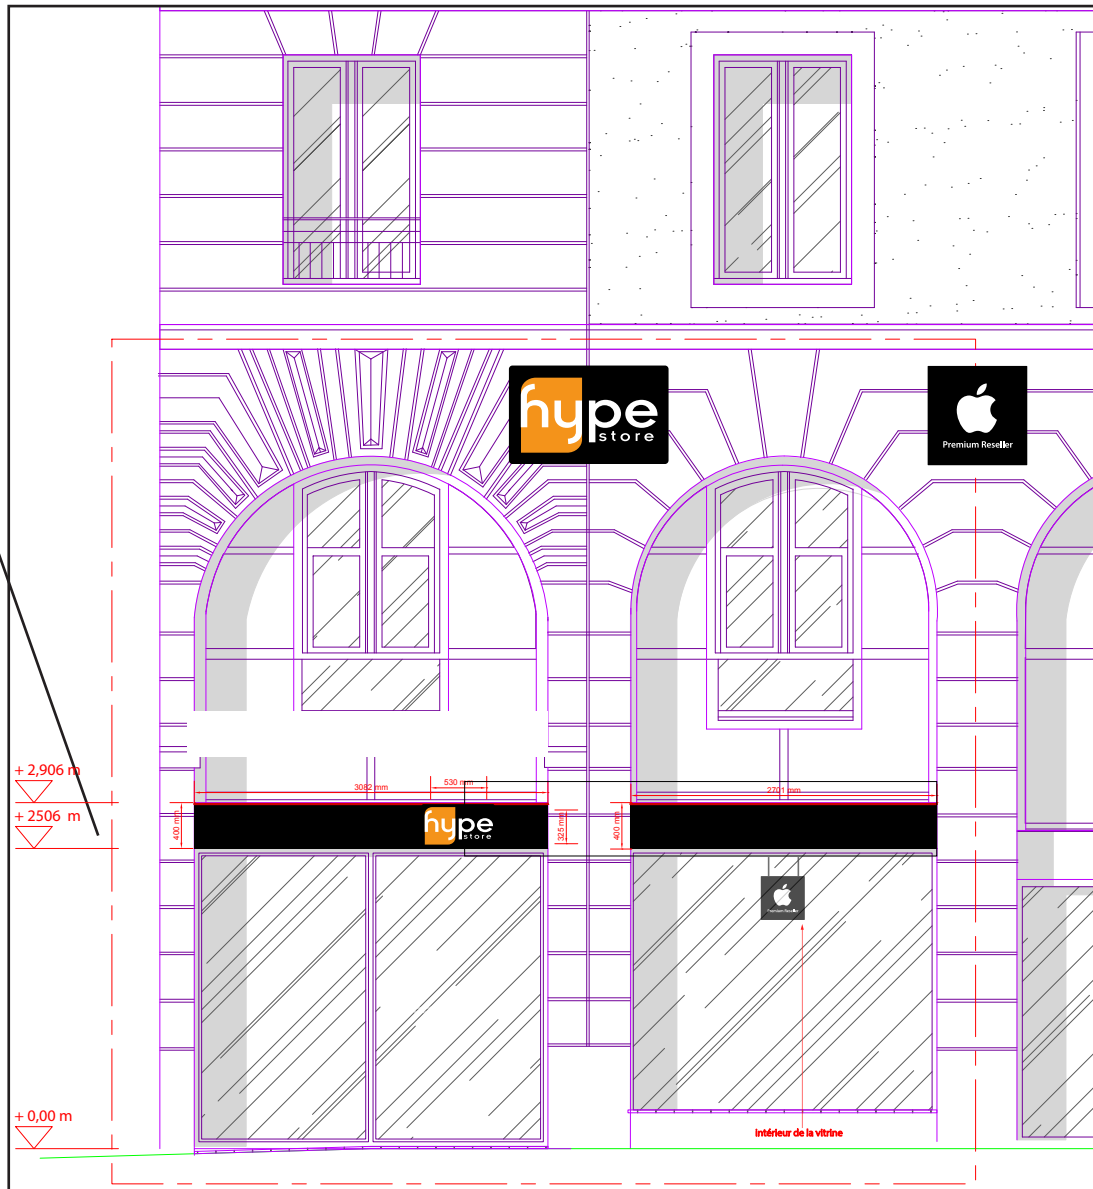 hype
store
Premium Reseller
+ 2,906 m
3082 mm
530 mm
2701 mm
+ 2506 m
400 mm
hype
store
325 mm
400 mm
Premium Reseller
+ 0,00 m
Intérieur de la vitrine